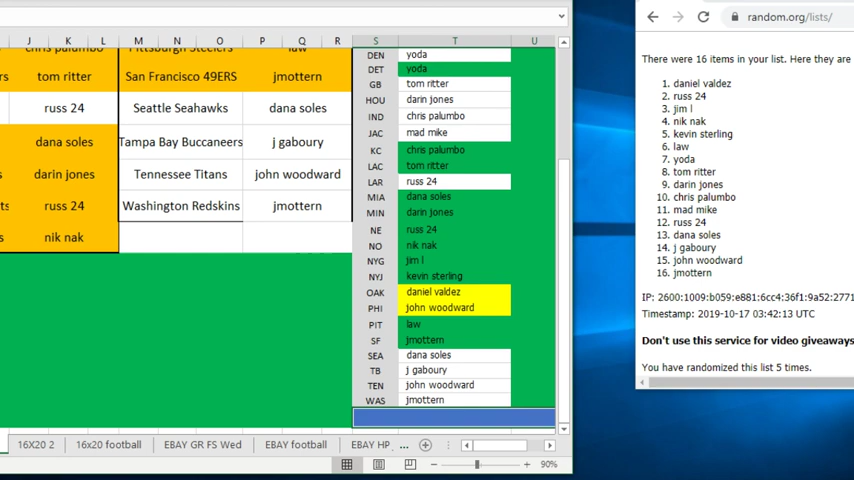 J K L M N O P Q R S T U
chris palumbo Pittsburgh Steelers law
tom ritter San Francisco 49ERS jmottern
russ 24 Seattle Seahawks dana soles
dana soles Tampa Bay Buccaneers j gaboury
darin jones Tennessee Titans john woodward
russ 24 Washington Redskins jmottern
nik nak
DEN yoda
DET yoda
GB tom ritter
HOU darin jones
IND chris palumbo
JAC mad mike
KC chris palumbo
LAC tom ritter
LAR russ 24
MIA dana soles
MIN darin jones
NE russ 24
NO nik nak
NYG jim l
NYJ kevin sterling
OAK daniel valdez
PHI john woodward
PIT law
SF jmottern
SEA dana soles
TB j gaboury
TEN john woodward
WAS jmottern
16X20 2 16x20 football EBAY GR FS Wed EBAY football EBAY HP ...
90%
random.org/lists/
There were 16 items in your list. Here they are
1. daniel valdez
2. russ 24
3. jim l
4. nik nak
5. kevin sterling
6. law
7. yoda
8. tom ritter
9. darin jones
10. chris palumbo
11. mad mike
12. russ 24
13. dana soles
14. j gaboury
15. john woodward
16. jmottern
IP: 2600:1009:b059:e881:6cc4:36f1:9a52:2771
Timestamp: 2019-10-17 03:42:13 UTC
Don't use this service for video giveaways
You have randomized this list 5 times.